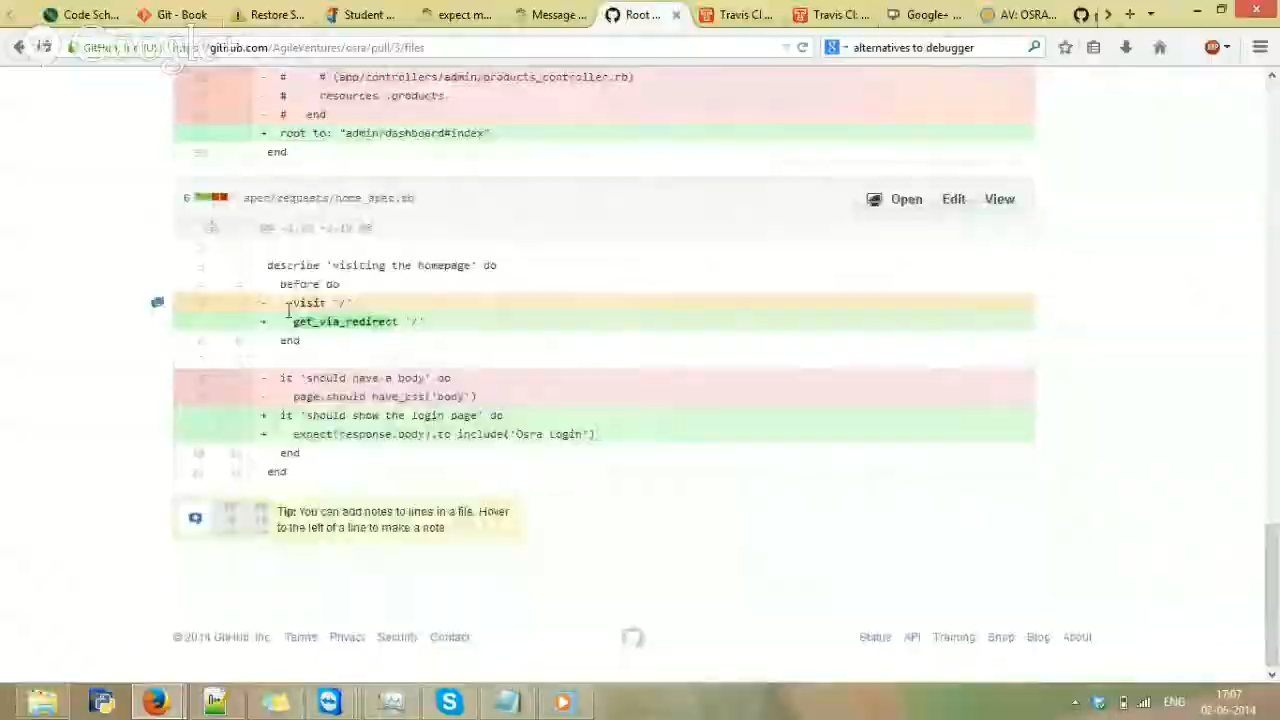 Code Sch...
Git - Book
Restore S...
Student ...
expect m...
Message ...
Root ...
Travis CI ...
Travis CI: ...
Google+ ...
AV: OSRA...
github.com/AgileVentures/osra/pull/3/files
alternatives to debugger
- # # (app/controllers/admin/products_controller.rb)
- # resources :products
- # end
+ root to: "admin/dashboard#index"
end
6 spec/requests/home_spec.rb
Open Edit View
describe 'visiting the homepage' do
before do
- visit '/'
+ get_via_redirect '/'
end
- it 'should have a body' do
- page.should have_css('body')
+ it 'should show the login page' do
+ expect(response.body).to include('Osra Login')
end
end
Tip: You can add notes to lines in a file. Hover
to the left of a line to make a note
© 2014 GitHub, Inc. Terms Privacy Security Contact
Status API Training Shop Blog About
ENG
17:07
02-05-2014